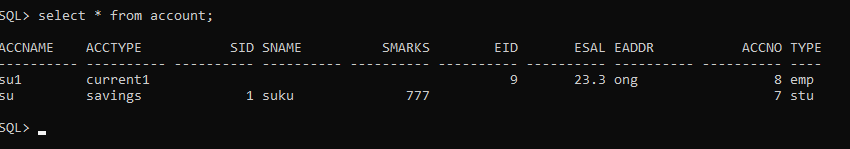 SQL> select * from account;
ACCNAME    ACCTYPE           SID SNAME          SMARKS        EID       ESAL EADDR           ACCNO TYPE
---------- ---------- ---------- ---------- ---------- ---------- ---------- ---------- ---------- ----
su1        current1                                             9       23.3 ong                 8 emp
su         savings             1 suku              777                                           7 stu
SQL>